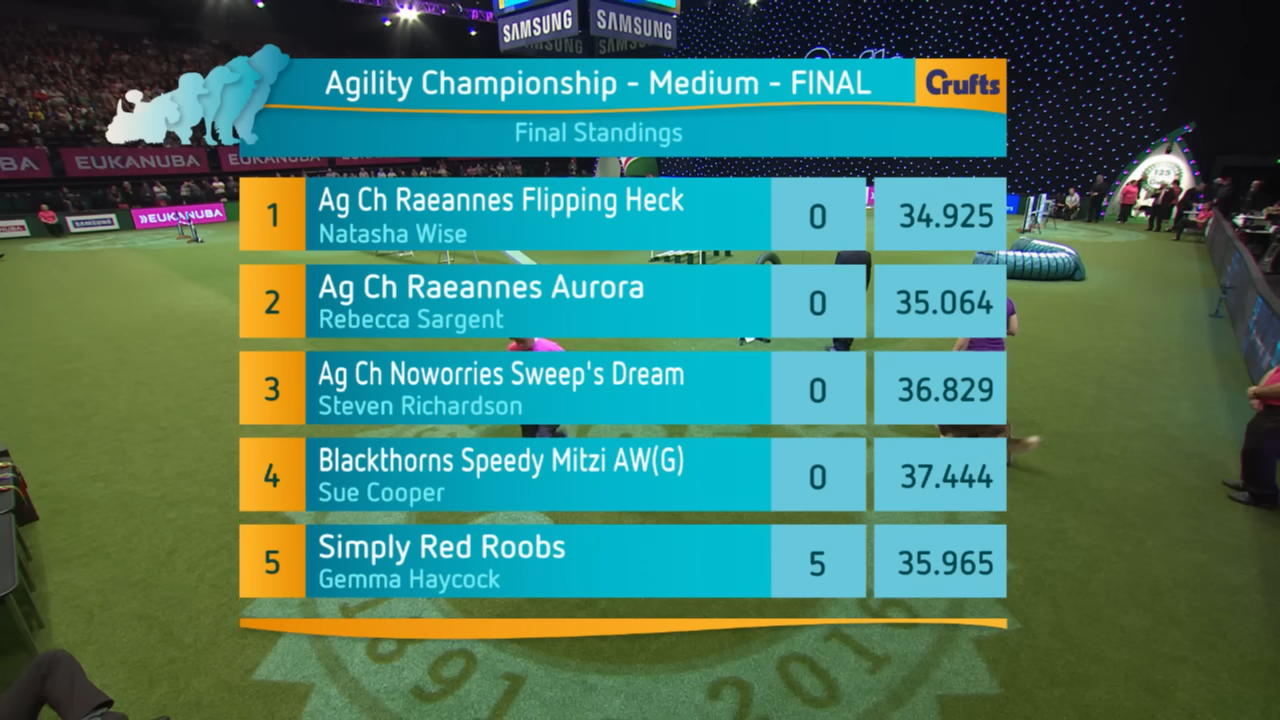 SAMSUNG SAMSUNG
Agility Championship - Medium - FINAL
Crufts
Final Standings
EUKANUBA
EUKANUBA
1
Ag Ch Raeannes Flipping Heck
Natasha Wise
0
34.925
125
SAMSUNG
EUKANUBA
2
Ag Ch Raeannes Aurora
Rebecca Sargent
0
35.064
3
Ag Ch Noworries Sweep's Dream
Steven Richardson
0
36.829
4
Blackthorns Speedy Mitzi AW(G)
Sue Cooper
0
37.444
5
Simply Red Roobs
Gemma Haycock
5
35.965
1891 2016